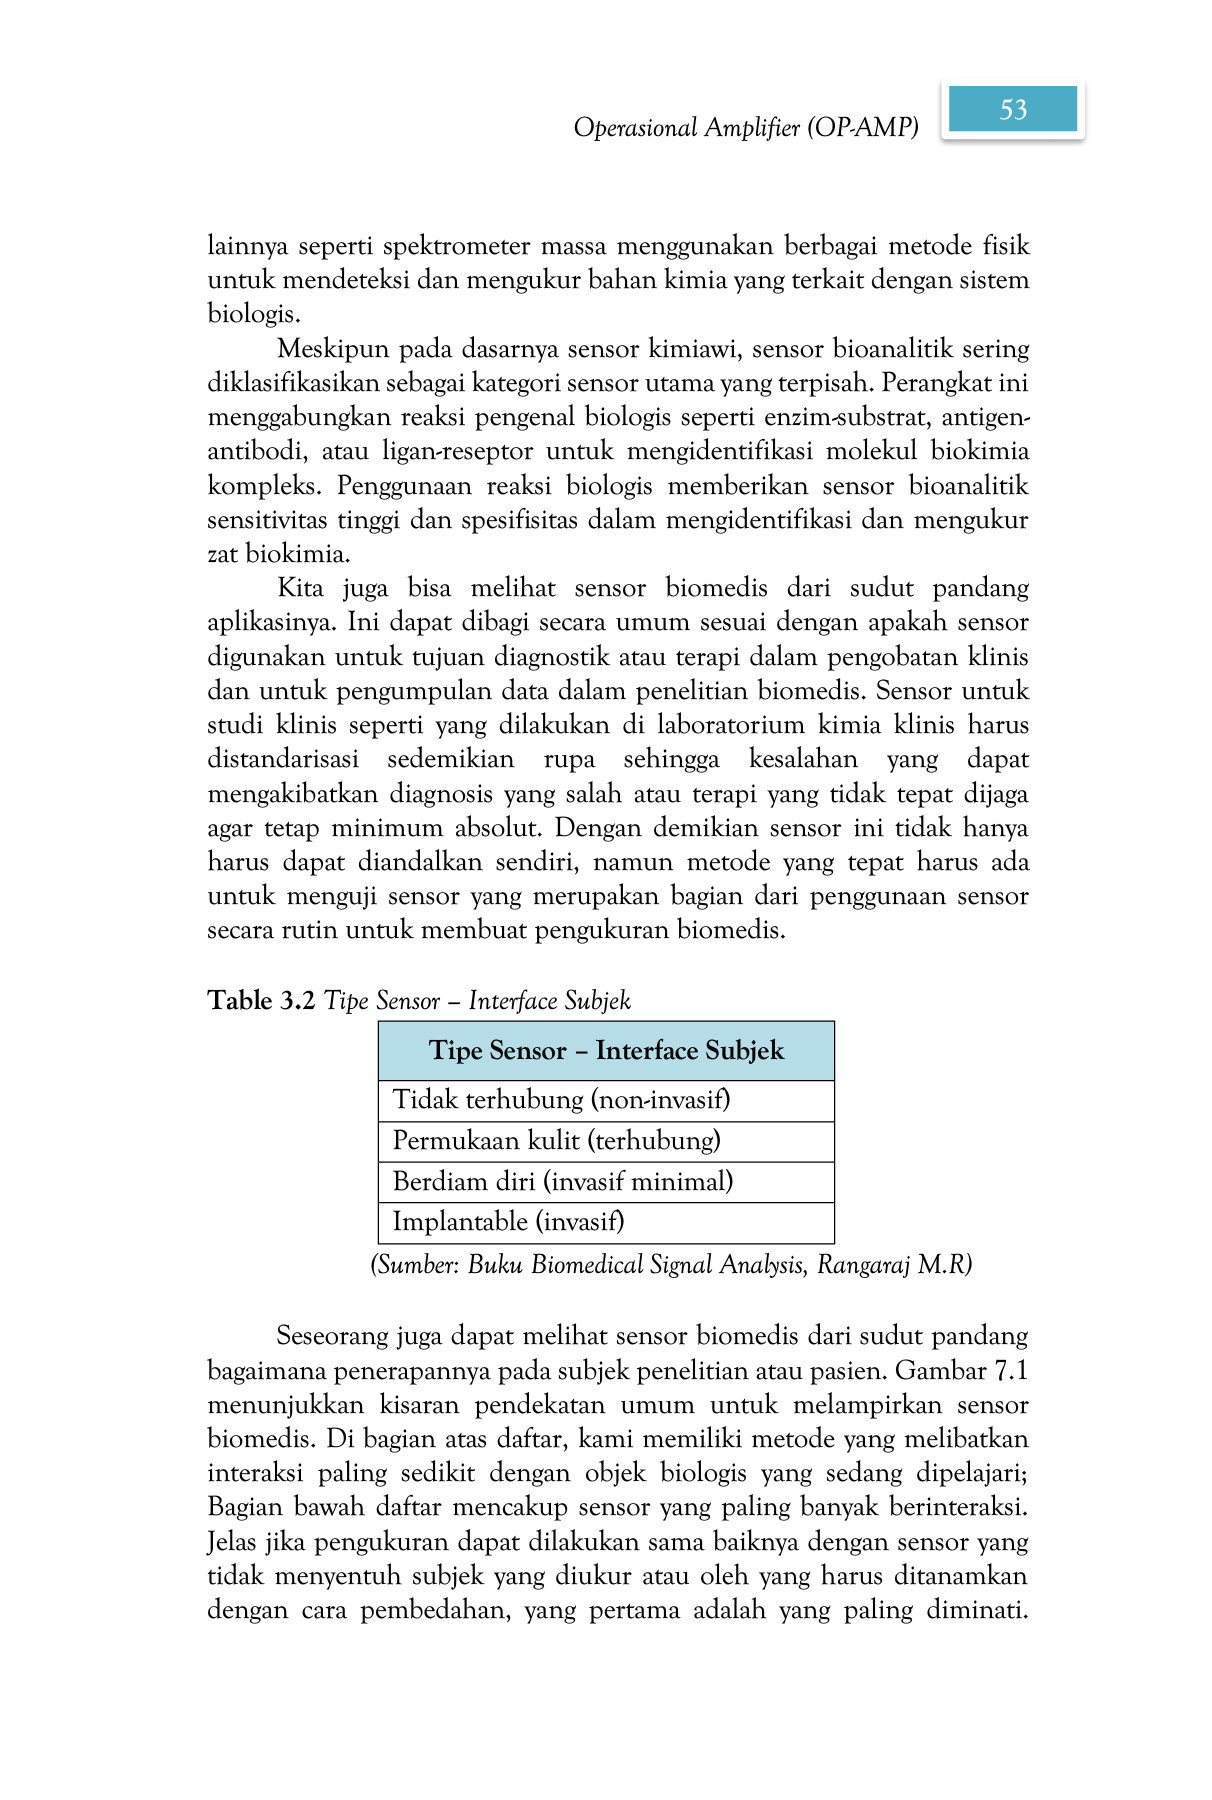 Operasional Amplifier (OP-AMP)
53
lainnya seperti spektrometer massa menggunakan berbagai metode fisik
untuk mendeteksi dan mengukur bahan kimia yang terkait dengan sistem
biologis.
Meskipun pada dasarnya sensor kimiawi, sensor bioanalitik sering
diklasifikasikan sebagai kategori sensor utama yang terpisah. Perangkat ini
menggabungkan reaksi pengenal biologis seperti enzim-substrat, antigen-
antibodi, atau ligan-reseptor untuk mengidentifikasi molekul biokimia
kompleks. Penggunaan reaksi biologis memberikan sensor bioanalitik
sensitivitas tinggi dan spesifisitas dalam mengidentifikasi dan mengukur
zat biokimia.
Kita juga bisa melihat sensor biomedis dari sudut pandang
aplikasinya. Ini dapat dibagi secara umum sesuai dengan apakah sensor
digunakan untuk tujuan diagnostik atau terapi dalam pengobatan klinis
dan untuk pengumpulan data dalam penelitian biomedis. Sensor untuk
studi klinis seperti yang dilakukan di laboratorium kimia klinis harus
distandarisasi sedemikian rupa sehingga kesalahan yang dapat
mengakibatkan diagnosis yang salah atau terapi yang tidak tepat dijaga
agar tetap minimum absolut. Dengan demikian sensor ini tidak hanya
harus dapat diandalkan sendiri, namun metode yang tepat harus ada
untuk menguji sensor yang merupakan bagian dari penggunaan sensor
secara rutin untuk membuat pengukuran biomedis.
Table 3.2 Tipe Sensor – Interface Subjek
Tipe Sensor – Interface Subjek
Tidak terhubung (non-invasif)
Permukaan kulit (terhubung)
Berdiam diri (invasif minimal)
Implantable (invasif)
(Sumber: Buku Biomedical Signal Analysis, Rangaraj M.R)
Seseorang juga dapat melihat sensor biomedis dari sudut pandang
bagaimana penerapannya pada subjek penelitian atau pasien. Gambar 7.1
menunjukkan kisaran pendekatan umum untuk melampirkan sensor
biomedis. Di bagian atas daftar, kami memiliki metode yang melibatkan
interaksi paling sedikit dengan objek biologis yang sedang dipelajari;
Bagian bawah daftar mencakup sensor yang paling banyak berinteraksi.
Jelas jika pengukuran dapat dilakukan sama baiknya dengan sensor yang
tidak menyentuh subjek yang diukur atau oleh yang harus ditanamkan
dengan cara pembedahan, yang pertama adalah yang paling diminati.